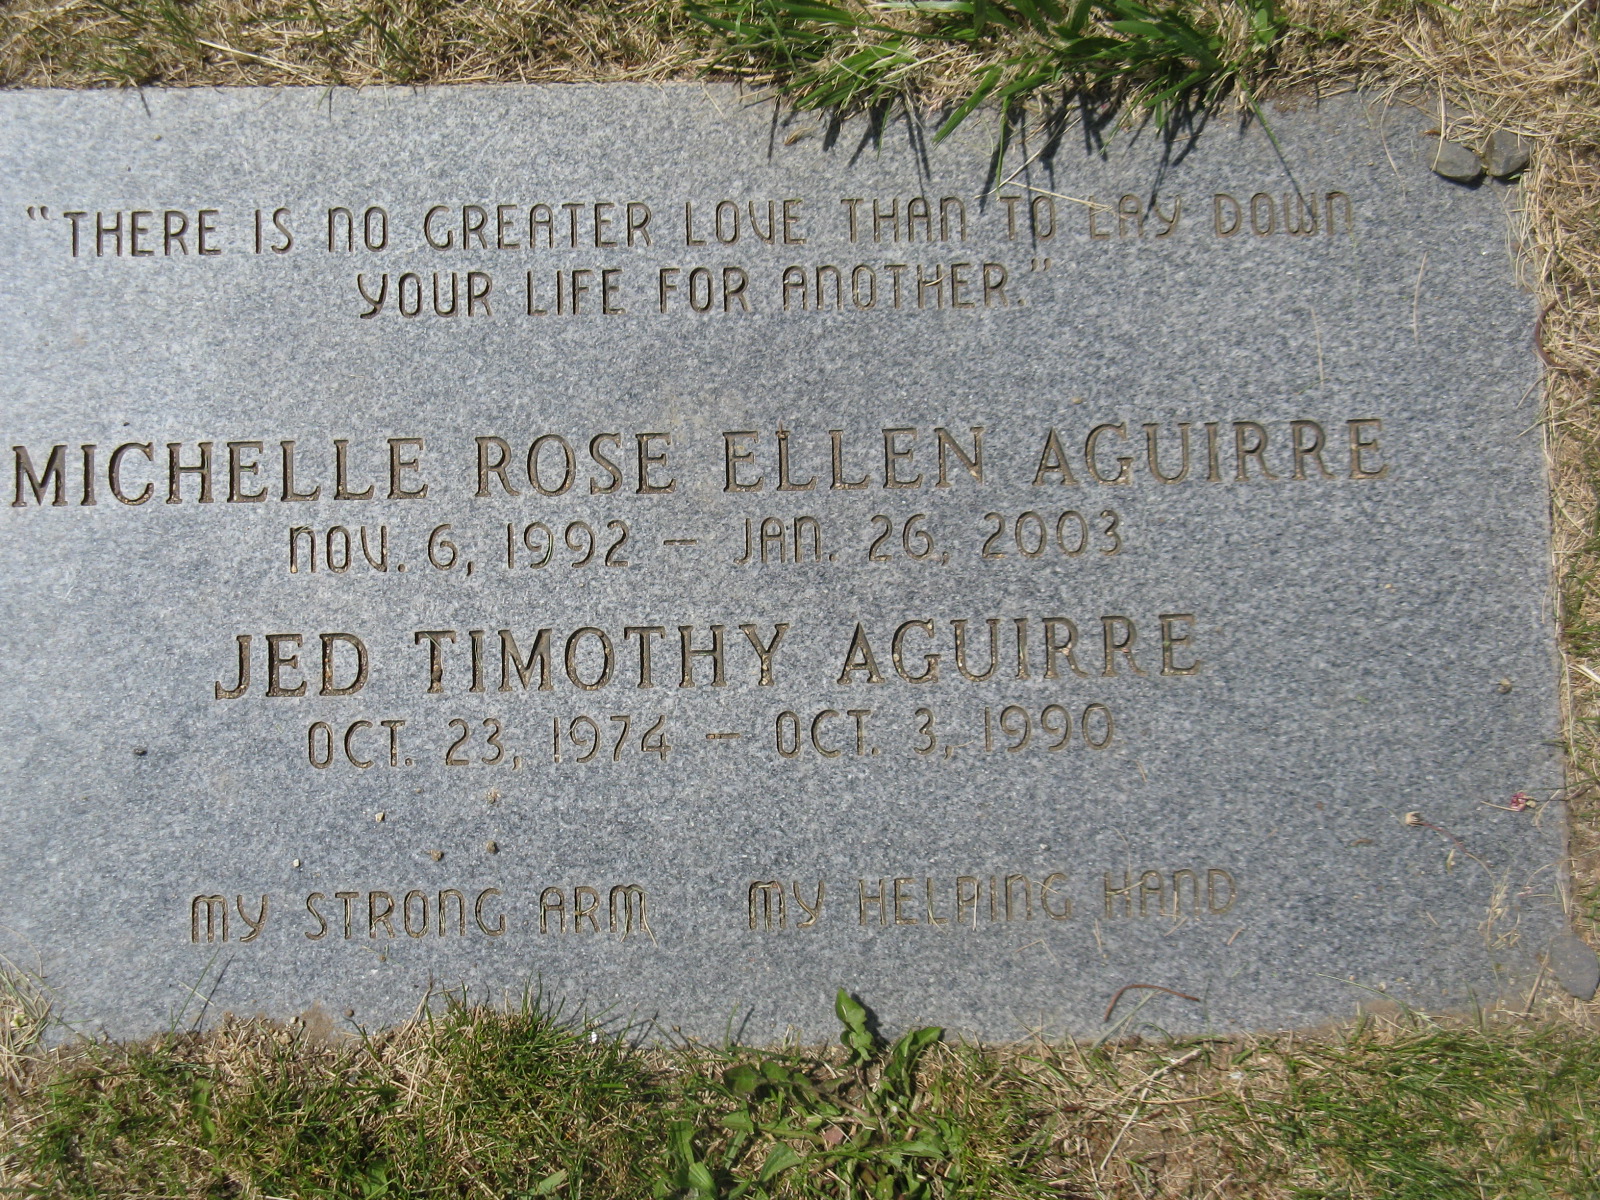 "THERE IS NO GREATER LOVE THAN TO LAY DOWN
YOUR LIFE FOR ANOTHER."
MICHELLE ROSE ELLEN AGUIRRE
NOV. 6, 1992 – JAN. 26, 2003
JED TIMOTHY AGUIRRE
OCT. 23, 1974 – OCT. 3, 1990
MY STRONG ARM MY HELPING HAND